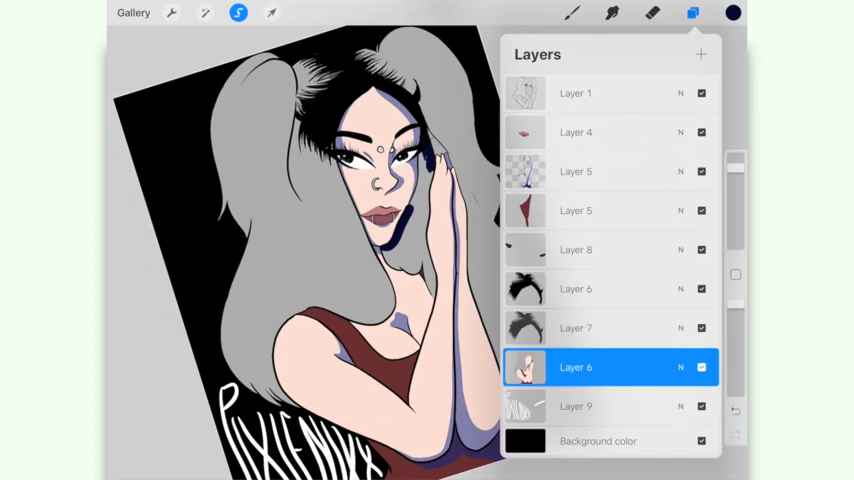 Gallery
Layers
Layer 1 N
Layer 4 N
Layer 5 N
Layer 5 N
Layer 8 N
Layer 6 N
Layer 7 N
Layer 6 N
Layer 9 N
Background color
PIXIENIXX